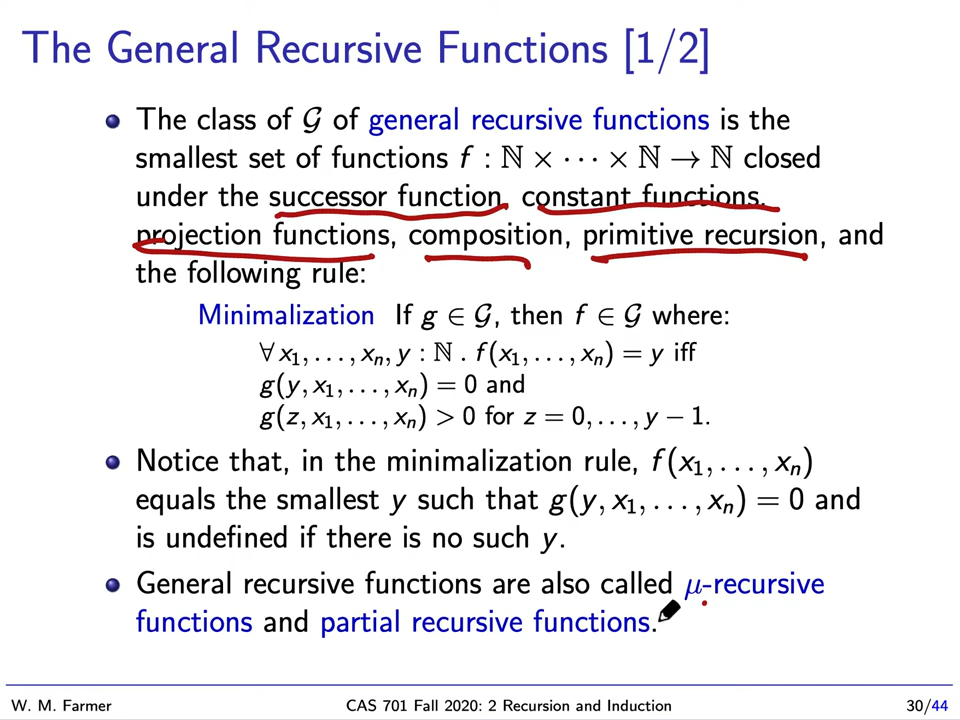 The General Recursive Functions [1/2]
The class of 𝒢 of general recursive functions is the
smallest set of functions f : ℕ × · · · × ℕ → ℕ closed
under the successor function, constant functions,
projection functions, composition, primitive recursion, and
the following rule:
Minimalization If g ∈ 𝒢, then f ∈ 𝒢 where:
∀ x₁, . . . , xₙ, y : ℕ . f(x₁, . . . , xₙ) = y iff
g(y, x₁, . . . , xₙ) = 0 and
g(z, x₁, . . . , xₙ) > 0 for z = 0, . . . , y − 1.
Notice that, in the minimalization rule, f(x₁, . . . , xₙ)
equals the smallest y such that g(y, x₁, . . . , xₙ) = 0 and
is undefined if there is no such y.
General recursive functions are also called μ-recursive
functions and partial recursive functions.
W. M. Farmer CAS 701 Fall 2020: 2 Recursion and Induction 30/44